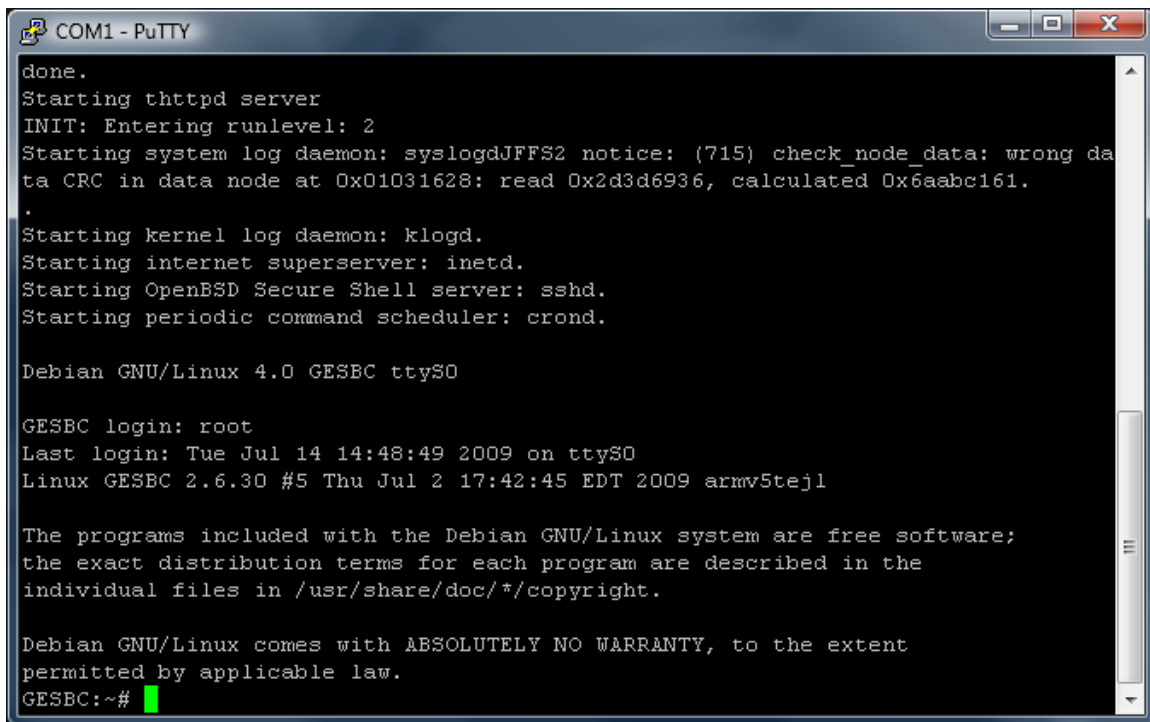 COM1 - PuTTY
done.
Starting thttpd server
INIT: Entering runlevel: 2
Starting system log daemon: syslogdJFFS2 notice: (715) check_node_data: wrong da
ta CRC in data node at 0x01031628: read 0x2d3d6936, calculated 0x6aabc161.
.
Starting kernel log daemon: klogd.
Starting internet superserver: inetd.
Starting OpenBSD Secure Shell server: sshd.
Starting periodic command scheduler: crond.
Debian GNU/Linux 4.0 GESBC ttyS0
GESBC login: root
Last login: Tue Jul 14 14:48:49 2009 on ttyS0
Linux GESBC 2.6.30 #5 Thu Jul 2 17:42:45 EDT 2009 armv5tejl
The programs included with the Debian GNU/Linux system are free software;
the exact distribution terms for each program are described in the
individual files in /usr/share/doc/*/copyright.
Debian GNU/Linux comes with ABSOLUTELY NO WARRANTY, to the extent
permitted by applicable law.
GESBC:~#